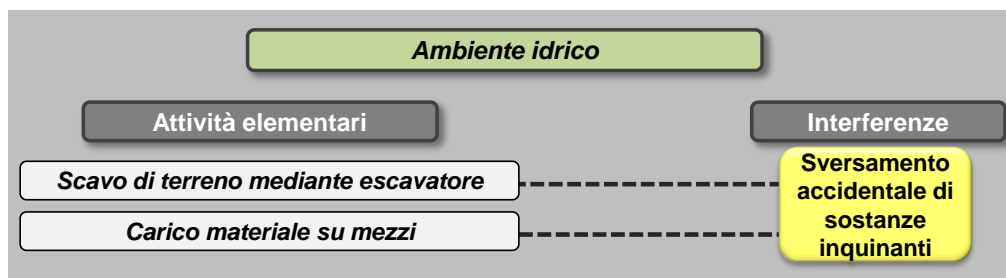 Ambiente idrico
Attività elementari
Interferenze
Scavo di terreno mediante escavatore
Carico materiale su mezzi
Sversamento
accidentale di
sostanze
inquinanti